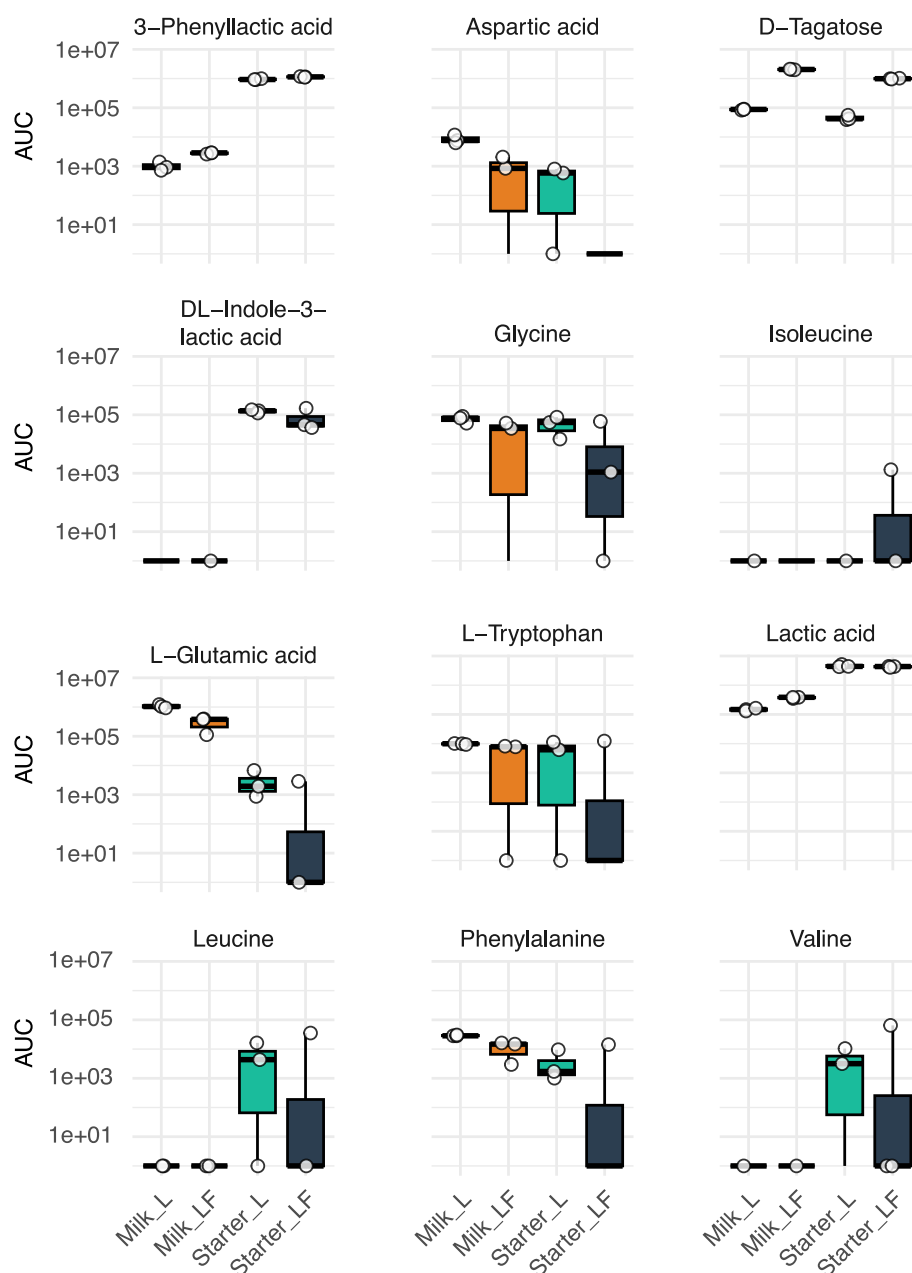 3−Phenyllactic acid
Aspartic acid
D−Tagatose
AUC
1e+07
1e+05
1e+03
1e+01
DL−Indole−3−
lactic acid
Glycine
Isoleucine
AUC
1e+07
1e+05
1e+03
1e+01
L−Glutamic acid
L−Tryptophan
Lactic acid
AUC
1e+07
1e+05
1e+03
1e+01
Leucine
Phenylalanine
Valine
AUC
1e+07
1e+05
1e+03
1e+01
Milk_L
Milk_LF
Starter_L
Starter_LF
Milk_L
Milk_LF
Starter_L
Starter_LF
Milk_L
Milk_LF
Starter_L
Starter_LF